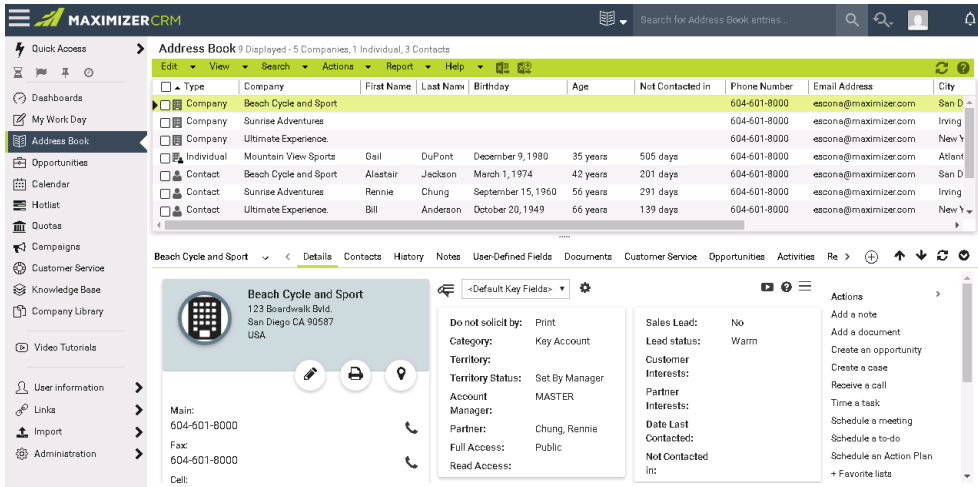 MAXIMIZERCRM
Search for Address Book entries...
Quick Access
Dashboards
My Work Day
Address Book
Opportunities
Calendar
Hotlist
Quotas
Campaigns
Customer Service
Knowledge Base
Company Library
Video Tutorials
User information
Links
Import
Administration
Address Book 9 Displayed - 5 Companies, 1 Individual, 3 Contacts
Edit View Search Actions Report Help
Type Company First Name Last Name Birthday Age Not Contacted in Phone Number Email Address City
Company Beach Cycle and Sport 604-601-8000 escona@maximizer.com San D
Company Sunrise Adventures 604-601-8000 escona@maximizer.com Irving
Company Ultimate Experience. 604-601-8000 escona@maximizer.com New Y
Individual Mountain View Sports Gail DuPont December 9, 1980 35 years 505 days 604-601-8000 escona@maximizer.com Atlant
Contact Beach Cycle and Sport Alastair Jackson March 1, 1974 42 years 201 days 604-601-8000 escona@maximizer.com San D
Contact Sunrise Adventures Rennie Chung September 15, 1960 56 years 291 days 604-601-8000 escona@maximizer.com Irving
Contact Ultimate Experience. Bill Anderson October 20, 1949 66 years 139 days 604-601-8000 escona@maximizer.com New Y
Beach Cycle and Sport Details Contacts History Notes User-Defined Fields Documents Customer Service Opportunities Activities Re
Beach Cycle and Sport
123 Boardwalk Bvld.
San Diego CA 90587
USA
Main:
604-601-8000
Fax:
604-601-8000
Cell:
<Default Key Fields>
Do not solicit by: Print
Category: Key Account
Territory:
Territory Status: Set By Manager
Account
Manager: MASTER
Partner: Chung, Rennie
Full Access: Public
Read Access:
Sales Lead: No
Lead status: Warm
Customer
Interests:
Partner
Interests:
Date Last
Contacted:
Not Contacted
in:
Actions
Add a note
Add a document
Create an opportunity
Create a case
Receive a call
Time a task
Schedule a meeting
Schedule a to-do
Schedule an Action Plan
+ Favorite lists